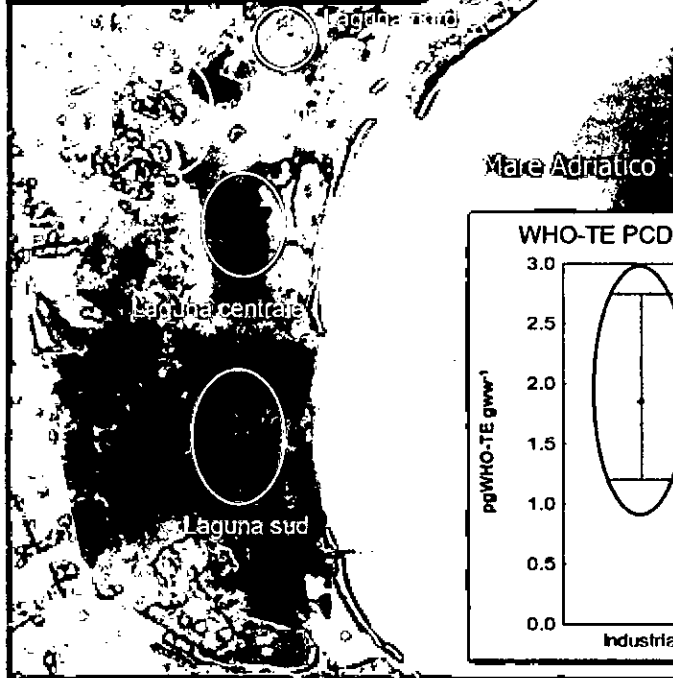 Laguna nord
Mare Adriatico
Laguna centrale
Laguna sud
WHO-TE PCD
pgWHO-TE gww-¹
3.0
2.5
2.0
1.5
1.0
0.5
0.0
Industria